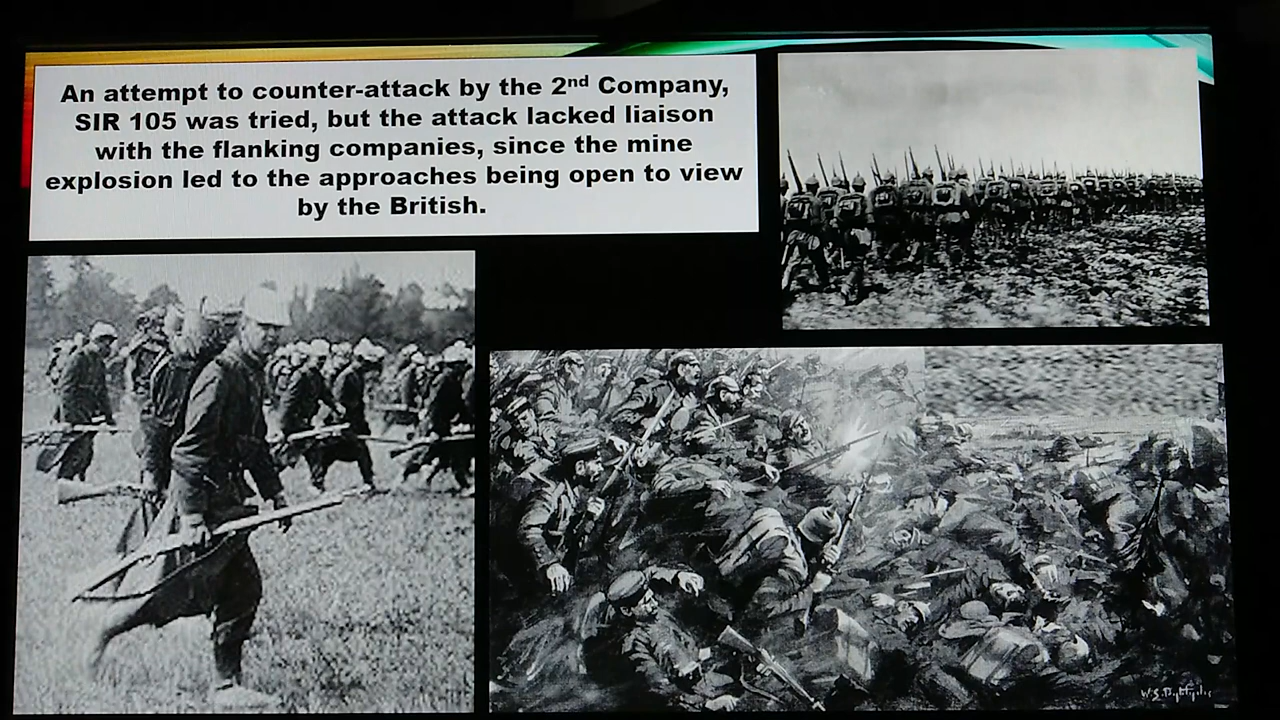 An attempt to counter-attack by the 2nd Company,
SIR 105 was tried, but the attack lacked liaison
with the flanking companies, since the mine
explosion led to the approaches being open to view
by the British.